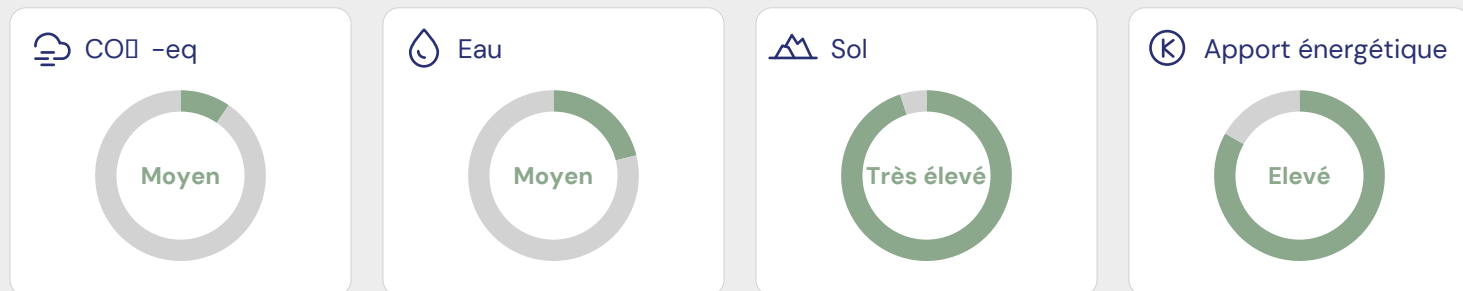 CO▯ -eq
Moyen
Eau
Moyen
Sol
Très élevé
Apport énergétique
Elevé